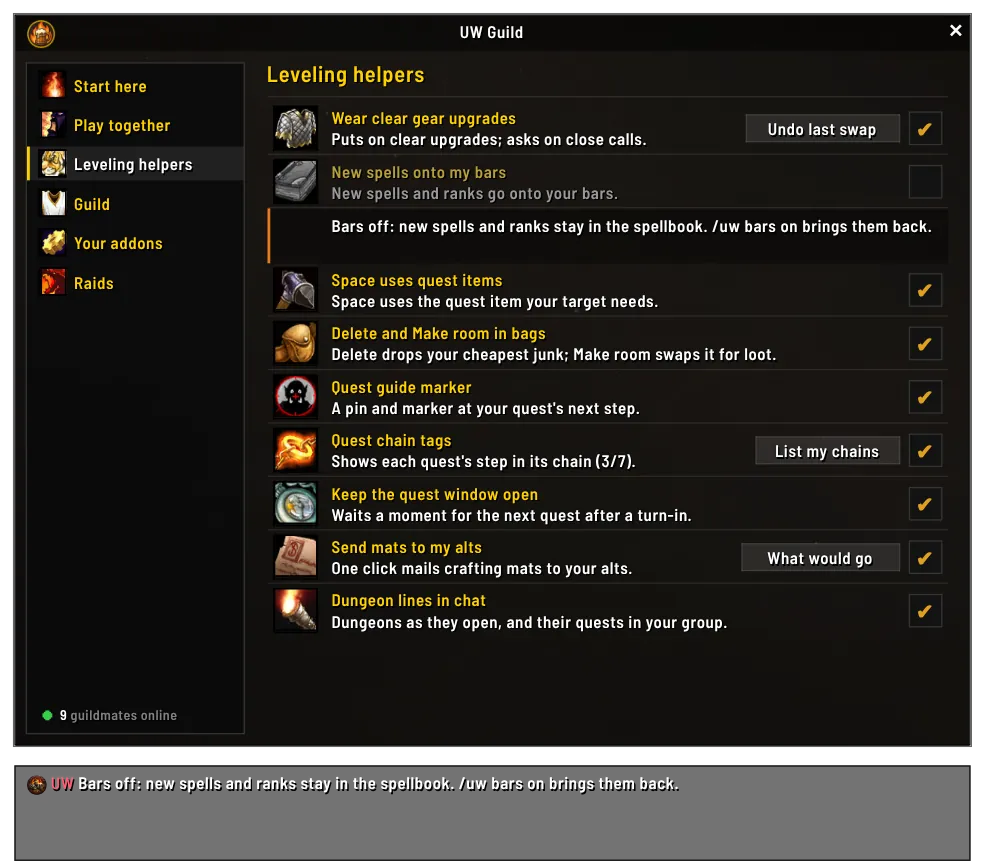 UW Guild
Start here
Play together
Leveling helpers
Guild
Your addons
Raids
9 guildmates online
Leveling helpers
Wear clear gear upgrades
Puts on clear upgrades; asks on close calls.
Undo last swap
New spells onto my bars
New spells and ranks go onto your bars.
Bars off: new spells and ranks stay in the spellbook. /uw bars on brings them back.
Space uses quest items
Space uses the quest item your target needs.
Delete and Make room in bags
Delete drops your cheapest junk; Make room swaps it for loot.
Quest guide marker
A pin and marker at your quest's next step.
Quest chain tags
Shows each quest's step in its chain (3/7).
List my chains
Keep the quest window open
Waits a moment for the next quest after a turn-in.
Send mats to my alts
One click mails crafting mats to your alts.
What would go
Dungeon lines in chat
Dungeons as they open, and their quests in your group.
UW Bars off: new spells and ranks stay in the spellbook. /uw bars on brings them back.